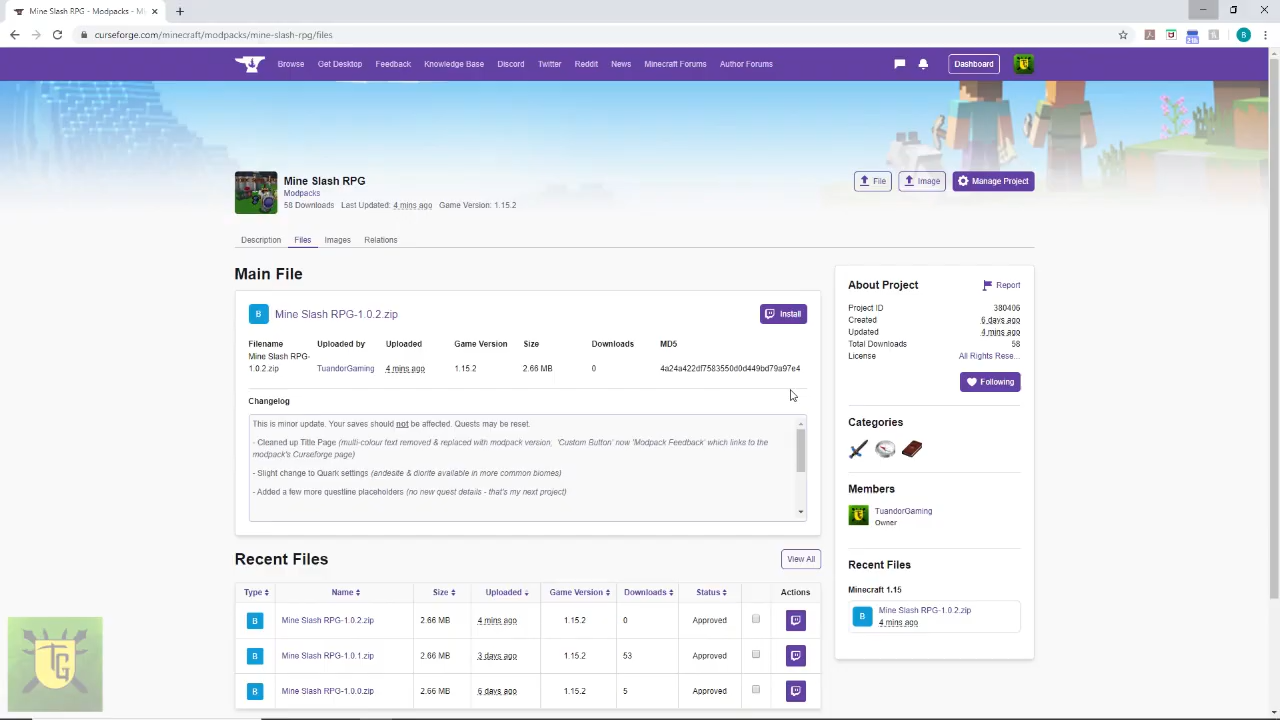 Mine Slash RPG - Modpacks - Min
curseforge.com/minecraft/modpacks/mine-slash-rpg/files
B
Browse Get Desktop Feedback Knowledge Base Discord Twitter Reddit News Minecraft Forums Author Forums Dashboard
Mine Slash RPG
Modpacks
58 Downloads Last Updated: 4 mins ago Game Version: 1.15.2
File Image Manage Project
Description Files Images Relations
Main File
B Mine Slash RPG-1.0.2.zip Install
Filename Uploaded by Uploaded Game Version Size Downloads MD5
Mine Slash RPG-
1.0.2.zip TuandorGaming 4 mins ago 1.15.2 2.66 MB 0 4a24a422df7583550d0d449bd79a97e4
Changelog
This is minor update. Your saves should not be affected. Quests may be reset.
- Cleaned up Title Page (multi-colour text removed & replaced with modpack version, 'Custom Button' now 'Modpack Feedback' which links to the
modpack's Curseforge page)
- Slight change to Quark settings (andesite & diorite available in more common biomes)
- Added a few more questline placeholders (no new quest details - that's my next project)
Recent Files View All
Type Name Size Uploaded Game Version Downloads Status Actions
B Mine Slash RPG-1.0.2.zip 2.66 MB 4 mins ago 1.15.2 0 Approved
B Mine Slash RPG-1.0.1.zip 2.66 MB 3 days ago 1.15.2 53 Approved
B Mine Slash RPG-1.0.0.zip 2.66 MB 6 days ago 1.15.2 5 Approved
About Project Report
Project ID 380406
Created 6 days ago
Updated 4 mins ago
Total Downloads 58
License All Rights Rese...
Following
Categories
Members
TuandorGaming
Owner
Recent Files
Minecraft 1.15
B Mine Slash RPG-1.0.2.zip
4 mins ago
TG